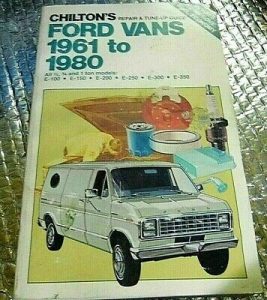 CHILTON'S REPAIR & TUNE-UP GUIDE
FORD VANS
1961 to
1980
All ½, ¾ and 1 ton models:
E-100 • E-150 • E-200 • E-250 • E-300 • E-350